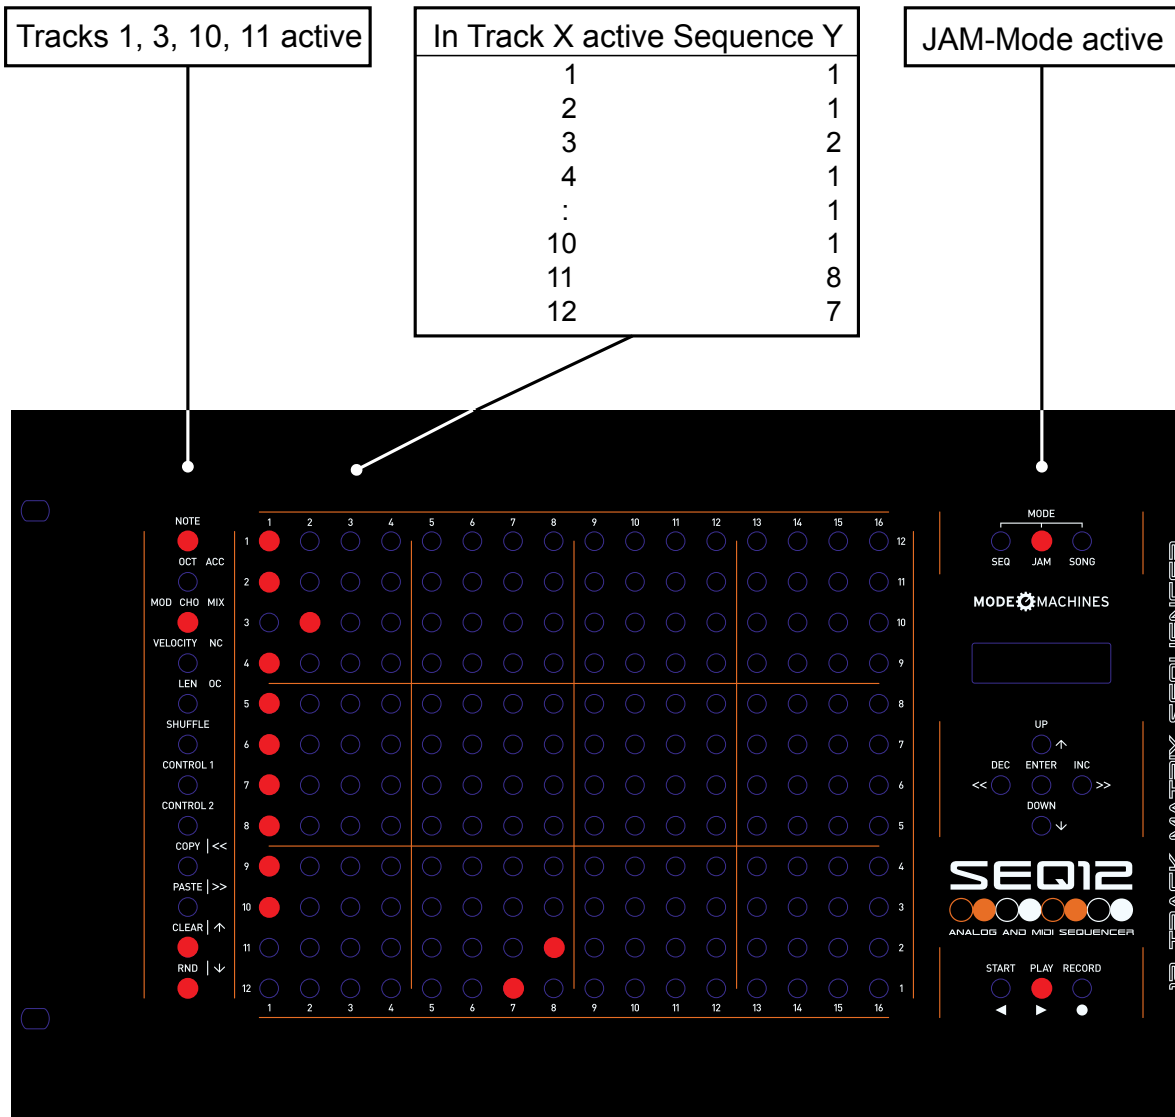 Tracks 1, 3, 10, 11 active
In Track X active Sequence Y
1 1
2 1
3 2
4 1
: 1
10 1
11 8
12 7
JAM-Mode active
NOTE
OCT ACC
MOD CHO MIX
VELOCITY NC
LEN OC
SHUFFLE
CONTROL 1
CONTROL 2
COPY | <<
PASTE | >>
CLEAR | ↑
RND | ↓
1 2 3 4 5 6 7 8 9 10 11 12 13 14 15 16
1 12
2 11
3 10
4 9
5 8
6 7
7 6
8 5
9 4
10 3
11 2
12 1
1 2 3 4 5 6 7 8 9 10 11 12 13 14 15 16
MODE
SEQ JAM SONG
MODE MACHINES
UP
↑
DEC ENTER INC
<< >>
DOWN
↓
SEQ12
ANALOG AND MIDI SEQUENCER
START PLAY RECORD
◀ ▶ ●
12 TRACK MATRIX SEQUENCER